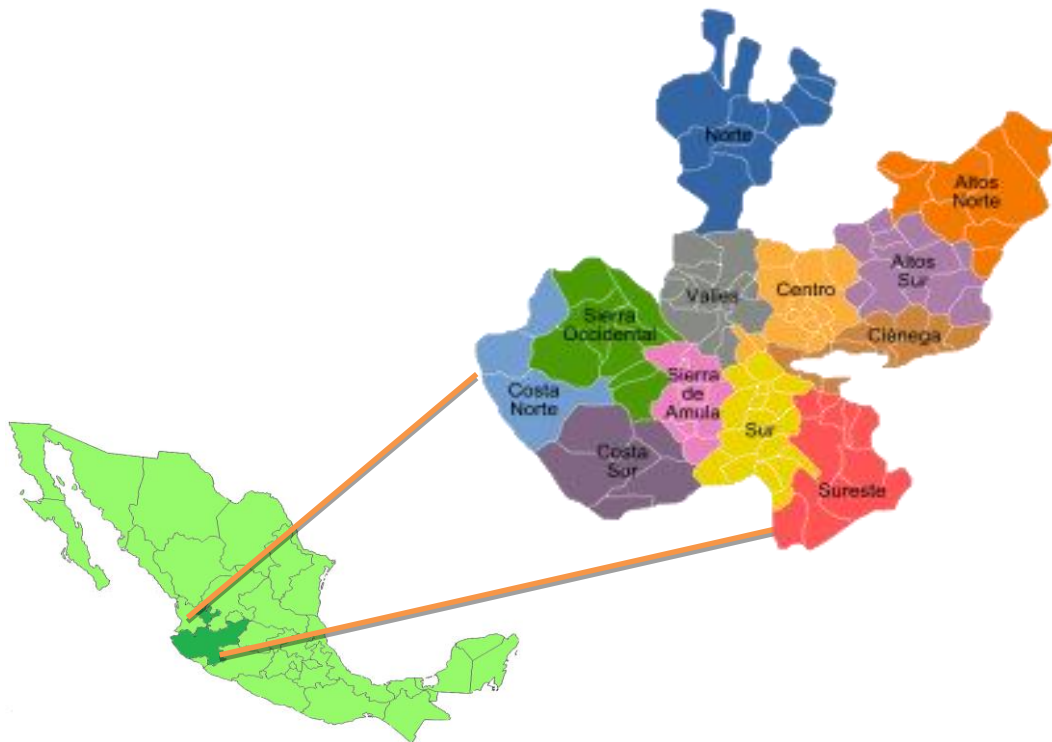 Norte
Altos
Norte
Altos
Sur
Valles
Centro
Ciénega
Sierra
Occidental
Sierra
de
Amula
Costa
Norte
Sur
Costa
Sur
Sureste